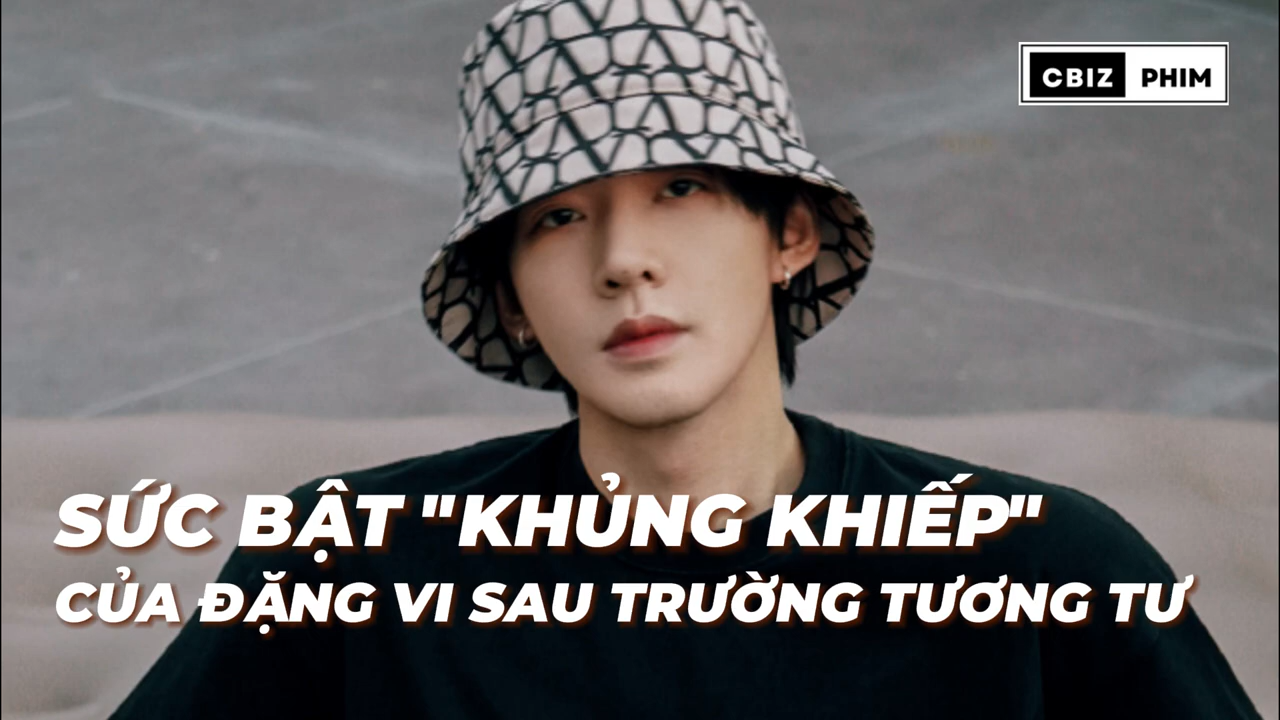 CBIZ PHIM
SỨC BẬT "KHỦNG KHIẾP"
CỦA ĐẶNG VI SAU TRƯỜNG TƯƠNG TƯ